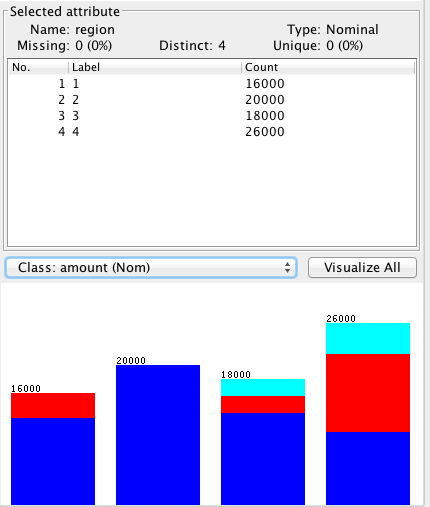 Selected attribute
Name: region Type: Nominal
Missing: 0 (0%) Distinct: 4 Unique: 0 (0%)
No. Label Count
1 1 16000
2 2 20000
3 3 18000
4 4 26000
Class: amount (Nom) Visualize All
26000
20000
18000
16000